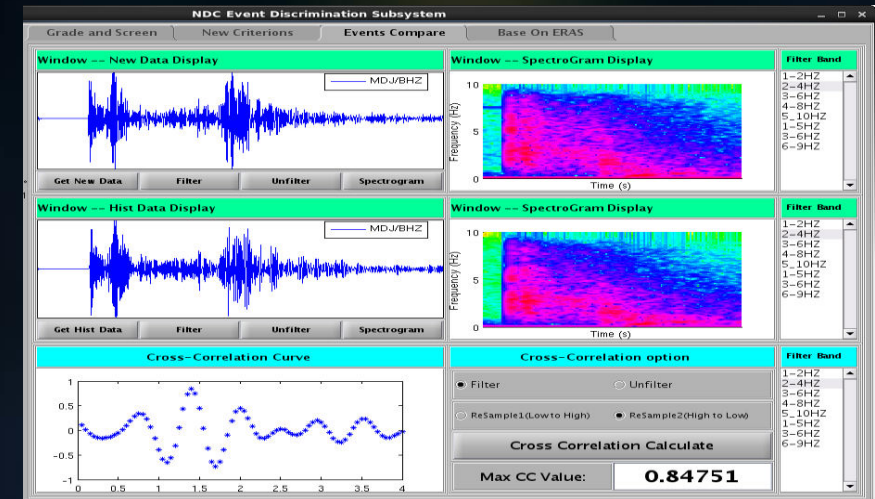 NDC Event Discrimination Subsystem
Grade and Screen New Criterions Events Compare Base On ERAS
Window -- New Data Display
MDJ/BHZ
Get New Data Filter Unfilter Spectrogram
Window -- SpectroGram Display
10
5
0
Frequency (Hz)
Time (s)
Filter Band
1-2HZ
2-4HZ
3-6HZ
4-8HZ
5_10HZ
1-5HZ
3-6HZ
6-9HZ
Window -- Hist Data Display
MDJ/BHZ
Get Hist Data Filter Unfilter Spectrogram
Window -- SpectroGram Display
10
5
0
Frequency (Hz)
Time (s)
Filter Band
1-2HZ
2-4HZ
3-6HZ
4-8HZ
5_10HZ
1-5HZ
3-6HZ
6-9HZ
Cross-Correlation Curve
1
0.5
0
-0.5
-1
0 0.5 1 1.5 2 2.5 3 3.5 4
Cross-Correlation option
Filter Unfilter
ReSample1(Low to High) ReSample2(High to Low)
Cross Correlation Calculate
Max CC Value: 0.84751
Filter Band
1-2HZ
2-4HZ
3-6HZ
4-8HZ
5_10HZ
1-5HZ
3-6HZ
6-9HZ